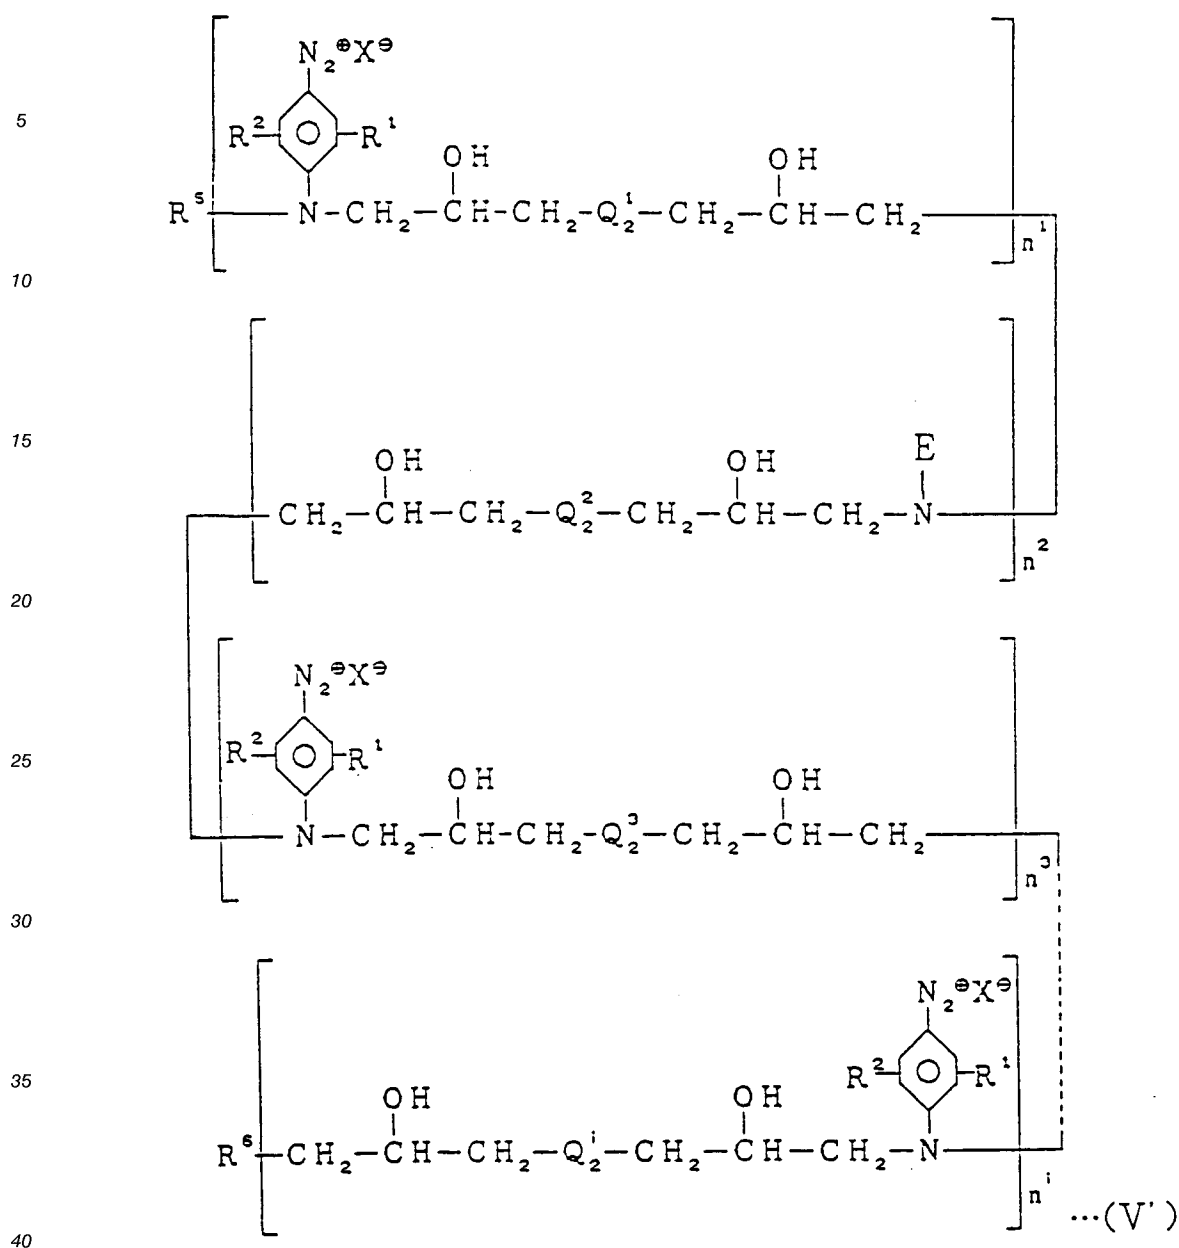 N₂⊕X⊖
5
R² R¹
OH OH
R⁵ N—CH₂—CH—CH₂—Q₂¹—CH₂—CH—CH₂ n¹
10
15
E
OH OH
CH₂—CH—CH₂—Q₂²—CH₂—CH—CH₂—N n²
20
N₂⊕X⊖
25
R² R¹
OH OH
N—CH₂—CH—CH₂—Q₂³—CH₂—CH—CH₂ n³
30
N₂⊕X⊖
35
R² R¹
OH OH
R⁶ CH₂—CH—CH₂—Q₂ⁱ—CH₂—CH—CH₂—N nⁱ
···(V')
40